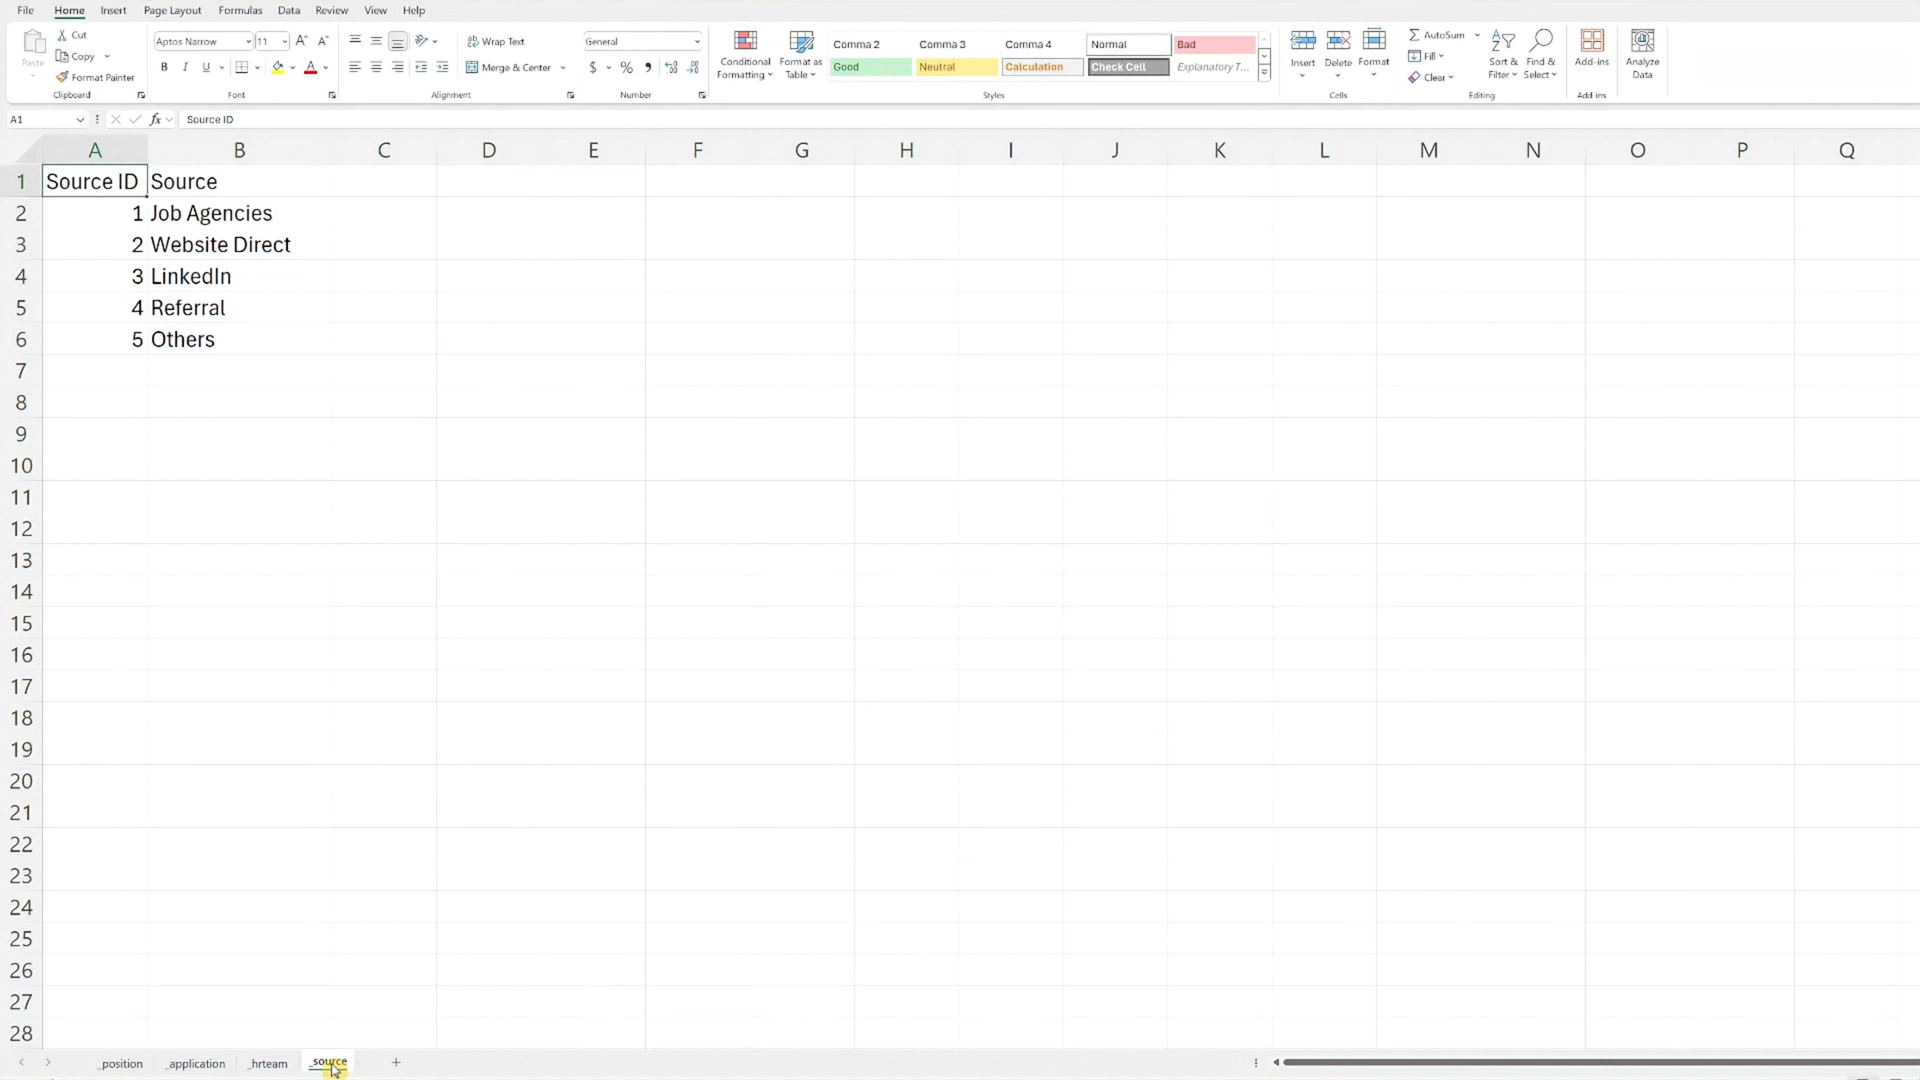 File Home Insert Page Layout Formulas Data Review View Help
Paste
Cut
Copy
Format Painter
Clipboard
Aptos Narrow 11 A^ Aˇ
B I U
Font
Wrap Text
Merge & Center
Alignment
General
$ % ,
Number
Conditional Formatting
Format as Table
Comma 2 Comma 3 Comma 4 Normal Bad
Good Neutral Calculation Check Cell Explanatory T...
Styles
Insert Delete Format
Cells
AutoSum
Fill
Clear
Sort & Filter
Find & Select
Editing
Add-ins
Add ins
Analyze Data
A1 fx Source ID
A B C D E F G H I J K L M N O P Q
1 Source ID Source
2 1 Job Agencies
3 2 Website Direct
4 3 LinkedIn
5 4 Referral
6 5 Others
7
8
9
10
11
12
13
14
15
16
17
18
19
20
21
22
23
24
25
26
27
28
_position _application _hrteam _source +